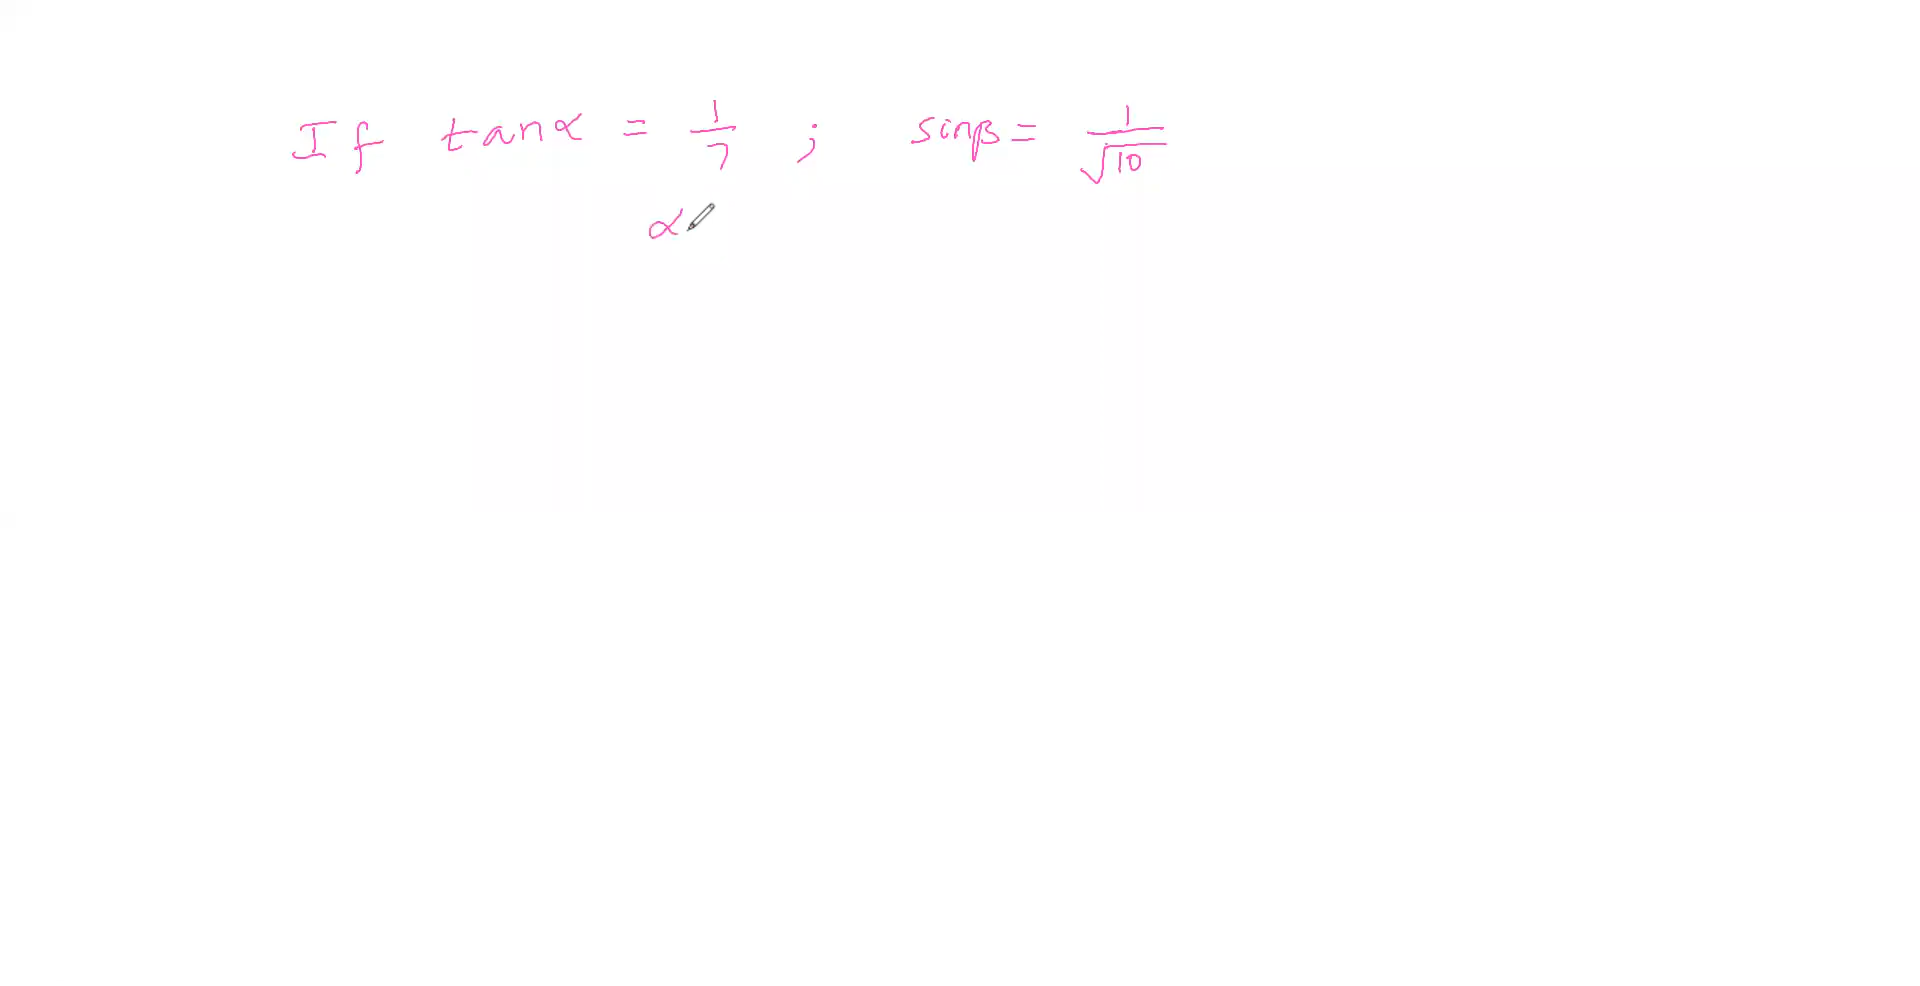 If tanα = 1/7 ; sinβ = 1/√10
α